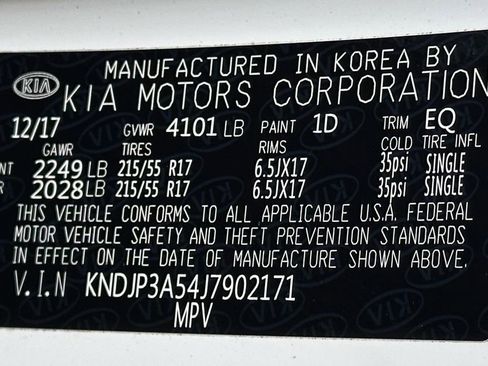 MANUFACTURED IN KOREA BY
KIA KIA MOTORS CORPORATION
12/17 GVWR 4101 LB PAINT 1D TRIM EQ
GAWR TIRES RIMS COLD TIRE INFL
NT 2249 LB 215/55 R17 6.5JX17 35psi SINGLE
R 2028 LB 215/55 R17 6.5JX17 35psi SINGLE
THIS VEHICLE CONFORMS TO ALL APPLICABLE U.S.A. FEDERAL
MOTOR VEHICLE SAFETY AND THEFT PREVENTION STANDARDS
IN EFFECT ON THE DATE OF MANUFACTURE SHOWN ABOVE.
V.I.N KNDJP3A54J7902171
MPV